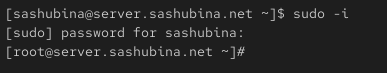 [sashubina@server.sashubina.net ~]$ sudo -i
[sudo] password for sashubina:
[root@server.sashubina.net ~]#